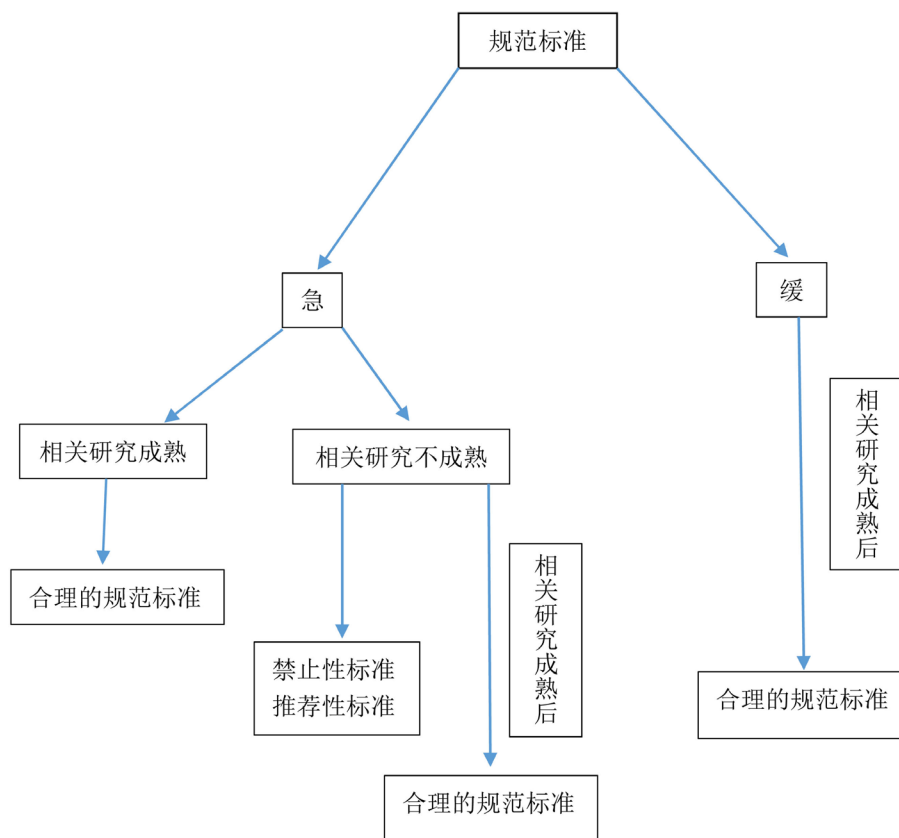 规范标准
急
缓
相关研究成熟
相关研究不成熟
相关研究成熟后
合理的规范标准
相关研究成熟后
禁止性标准
推荐性标准
合理的规范标准
合理的规范标准